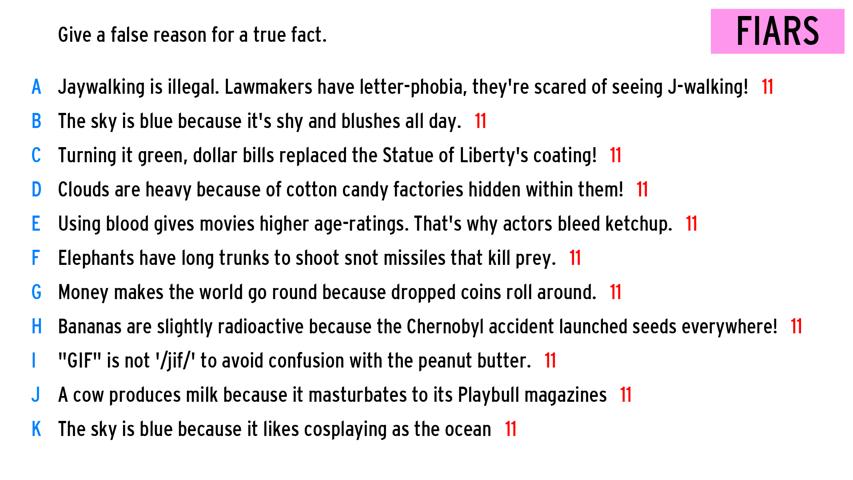 Give a false reason for a true fact.
FIARS
A Jaywalking is illegal. Lawmakers have letter-phobia, they're scared of seeing J-walking! 11
B The sky is blue because it's shy and blushes all day. 11
C Turning it green, dollar bills replaced the Statue of Liberty's coating! 11
D Clouds are heavy because of cotton candy factories hidden within them! 11
E Using blood gives movies higher age-ratings. That's why actors bleed ketchup. 11
F Elephants have long trunks to shoot snot missiles that kill prey. 11
G Money makes the world go round because dropped coins roll around. 11
H Bananas are slightly radioactive because the Chernobyl accident launched seeds everywhere! 11
I "GIF" is not '/jif/' to avoid confusion with the peanut butter. 11
J A cow produces milk because it masturbates to its Playbull magazines 11
K The sky is blue because it likes cosplaying as the ocean 11